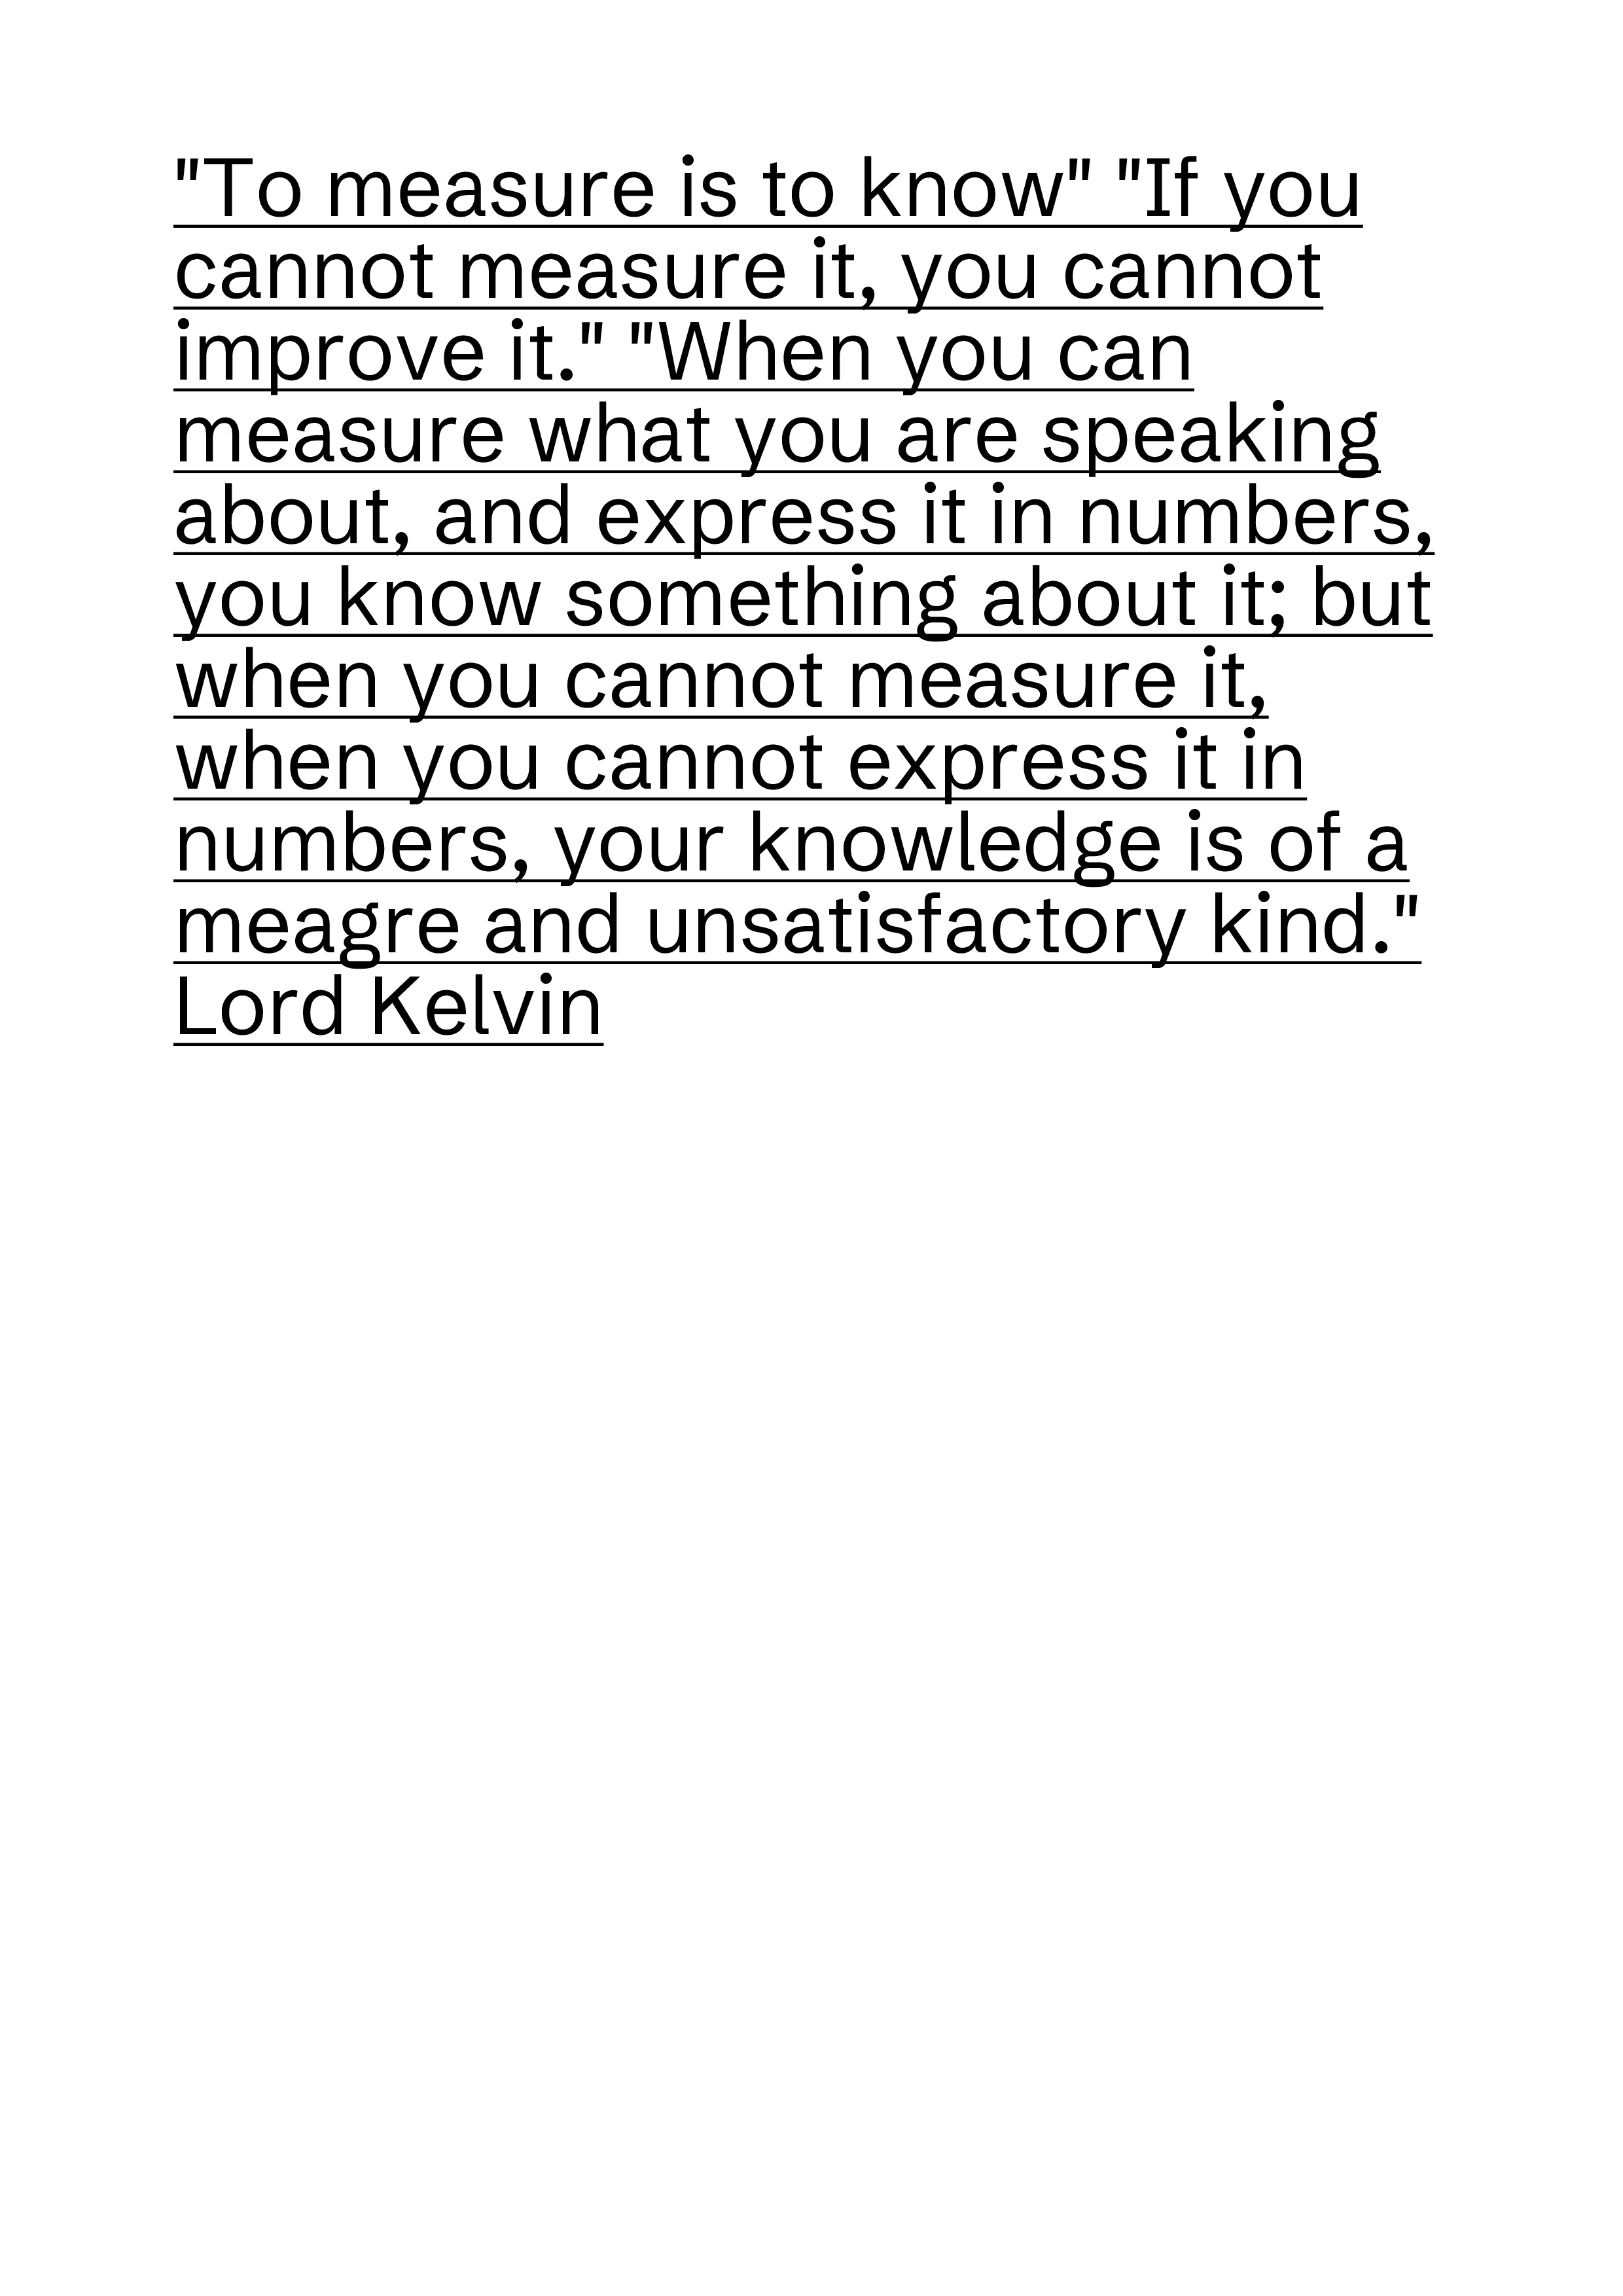 "To measure is to know" "If you
cannot measure it, you cannot
improve it." "When you can
measure what you are speaking
about, and express it in numbers,
you know something about it; but
when you cannot measure it,
when you cannot express it in
numbers, your knowledge is of a
meagre and unsatisfactory kind."
Lord Kelvin